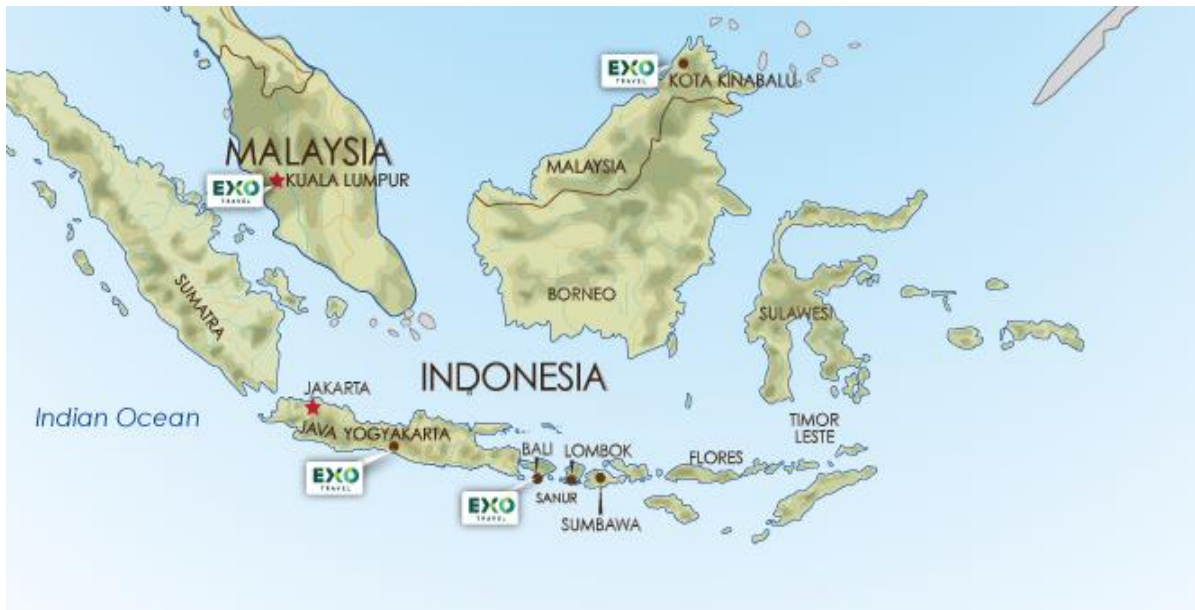 EXO
TRAVEL
KOTA KINABALU
MALAYSIA
MALAYSIA
EXO
TRAVEL
KUALA LUMPUR
SUMATRA
BORNEO
SULAWESI
INDONESIA
JAKARTA
Indian Ocean
JAVA
YOGYAKARTA
TIMOR
LESTE
BALI
LOMBOK
FLORES
EXO
TRAVEL
EXO
TRAVEL
SANUR
SUMBAWA